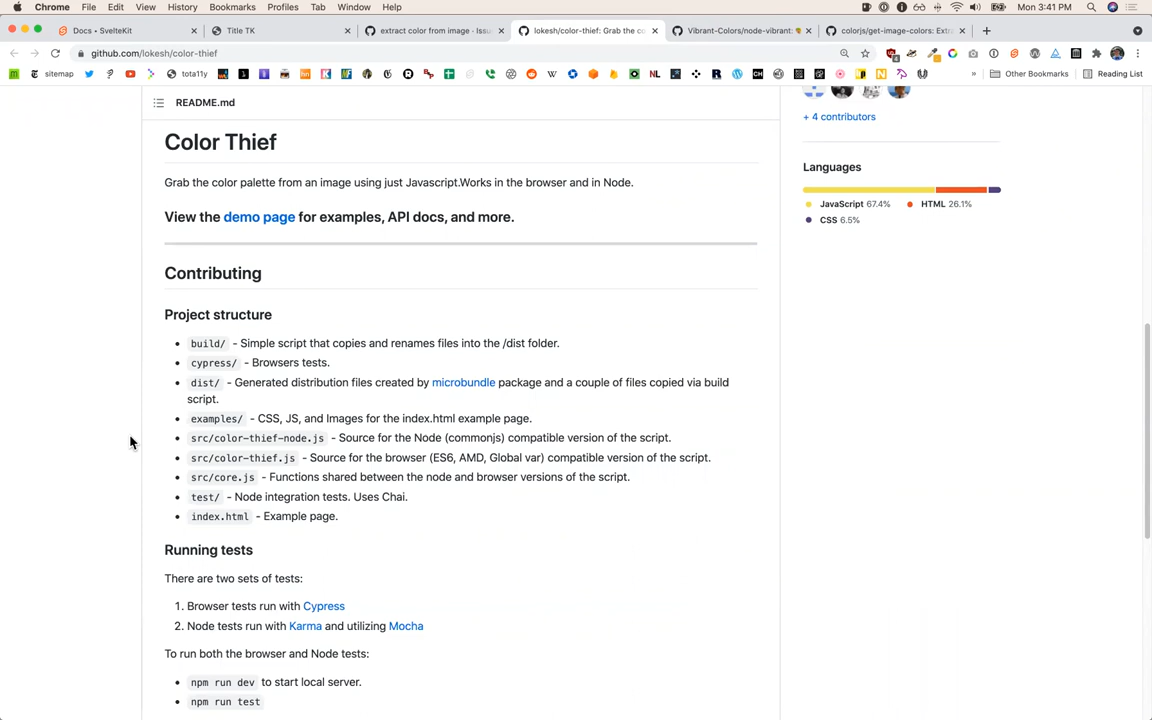 Chrome File Edit View History Bookmarks Profiles Tab Window Help Mon 3:41 PM
Docs • SvelteKit Title TK extract color from image · Issu lokesh/color-thief: Grab the co Vibrant-Colors/node-vibrant: colorjs/get-image-colors: Extra
github.com/lokesh/color-thief
sitemap tota11y NL CH » Other Bookmarks Reading List
README.md
+ 4 contributors
Color Thief
Grab the color palette from an image using just Javascript.Works in the browser and in Node.
View the demo page for examples, API docs, and more.
Languages
JavaScript 67.4% HTML 26.1%
CSS 6.5%
Contributing
Project structure
• build/ - Simple script that copies and renames files into the /dist folder.
• cypress/ - Browsers tests.
• dist/ - Generated distribution files created by microbundle package and a couple of files copied via build
script.
• examples/ - CSS, JS, and Images for the index.html example page.
• src/color-thief-node.js - Source for the Node (commonjs) compatible version of the script.
• src/color-thief.js - Source for the browser (ES6, AMD, Global var) compatible version of the script.
• src/core.js - Functions shared between the node and browser versions of the script.
• test/ - Node integration tests. Uses Chai.
• index.html - Example page.
Running tests
There are two sets of tests:
1. Browser tests run with Cypress
2. Node tests run with Karma and utilizing Mocha
To run both the browser and Node tests:
• npm run dev to start local server.
• npm run test